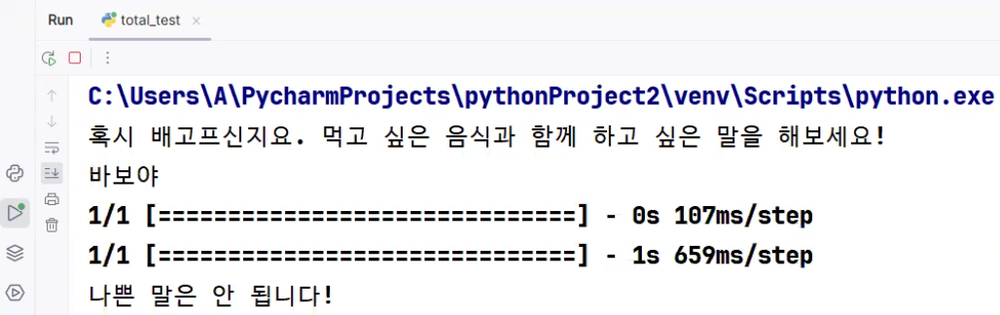 Run total_test
C:\Users\A\PycharmProjects\pythonProject2\venv\Scripts\python.exe
혹시 배고프신지요. 먹고 싶은 음식과 함께 하고 싶은 말을 해보세요!
바보야
1/1 [==============================] - 0s 107ms/step
1/1 [==============================] - 1s 659ms/step
나쁜 말은 안 됩니다!